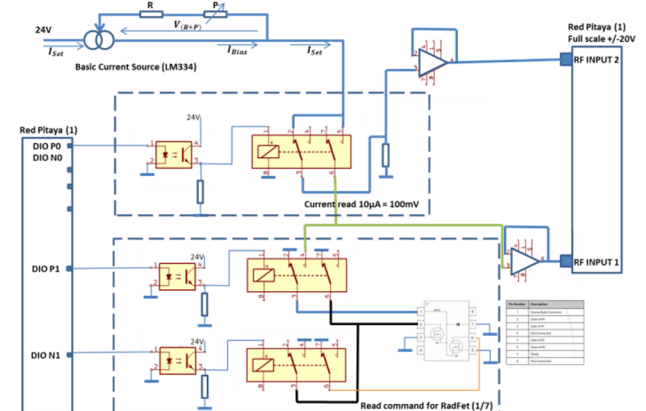 R
P
24V
V(R+P)
ISet
IBias
ISet
Basic Current Source (LM334)
Red Pitaya (1)
Full scale +/-20V
RF INPUT 2
Red Pitaya (1)
DIO P0
DIO N0
24V
Current read 10µA = 100mV
24V
DIO P1
RF INPUT 1
24V
DIO N1
Read command for RadFet (1/7)